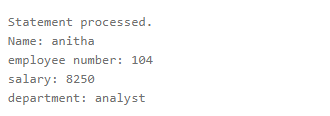 Statement processed.
Name: anitha
employee number: 104
salary: 8250
department: analyst